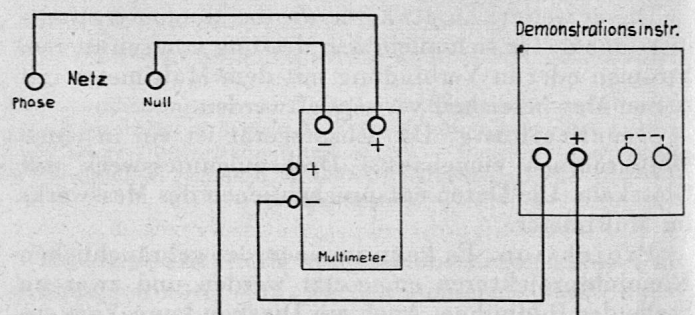 Demonstrationsinstr.
Netz
Phase
Null
− +
+
−
− +
Multimeter